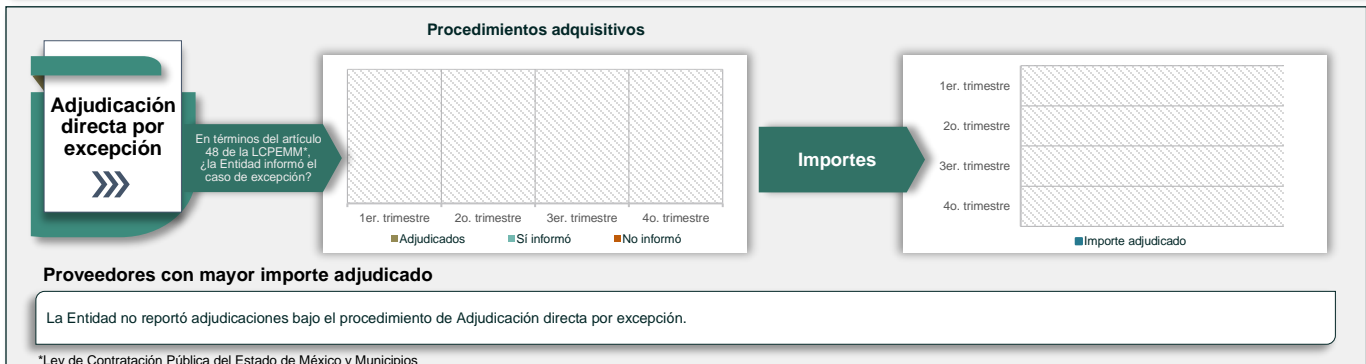 Procedimientos adquisitivos
Adjudicación
directa por
excepción
En términos del artículo
48 de la LCPEMM*,
¿la Entidad informó el
caso de excepción?
1er. trimestre 2o. trimestre 3er. trimestre 4o. trimestre
Adjudicados Sí informó No informó
Importes
1er. trimestre
2o. trimestre
3er. trimestre
4o. trimestre
Importe adjudicado
Proveedores con mayor importe adjudicado
La Entidad no reportó adjudicaciones bajo el procedimiento de Adjudicación directa por excepción.
*Ley de Contratación Pública del Estado de México y Municipios